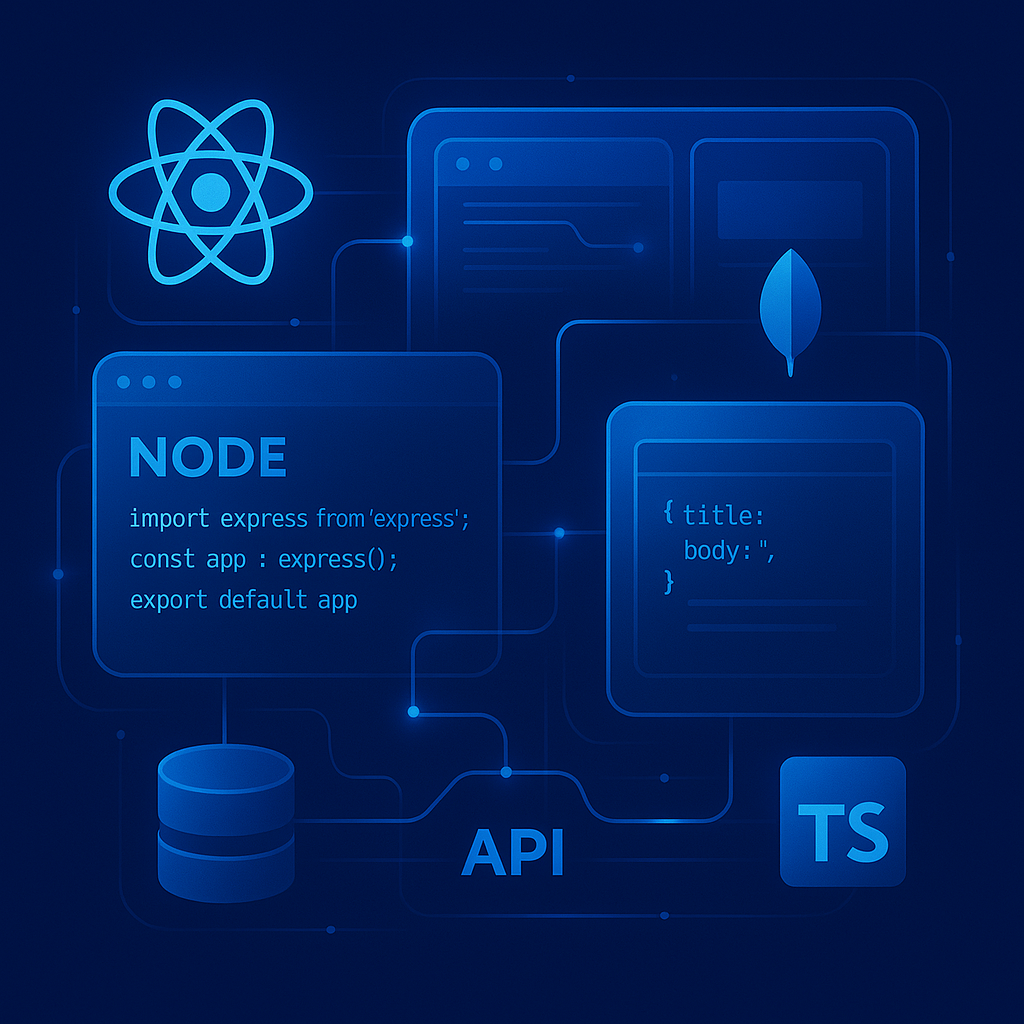 NODE
import express from 'express';
const app : express();
export default app
{ title:
body: ",
}
API
TS